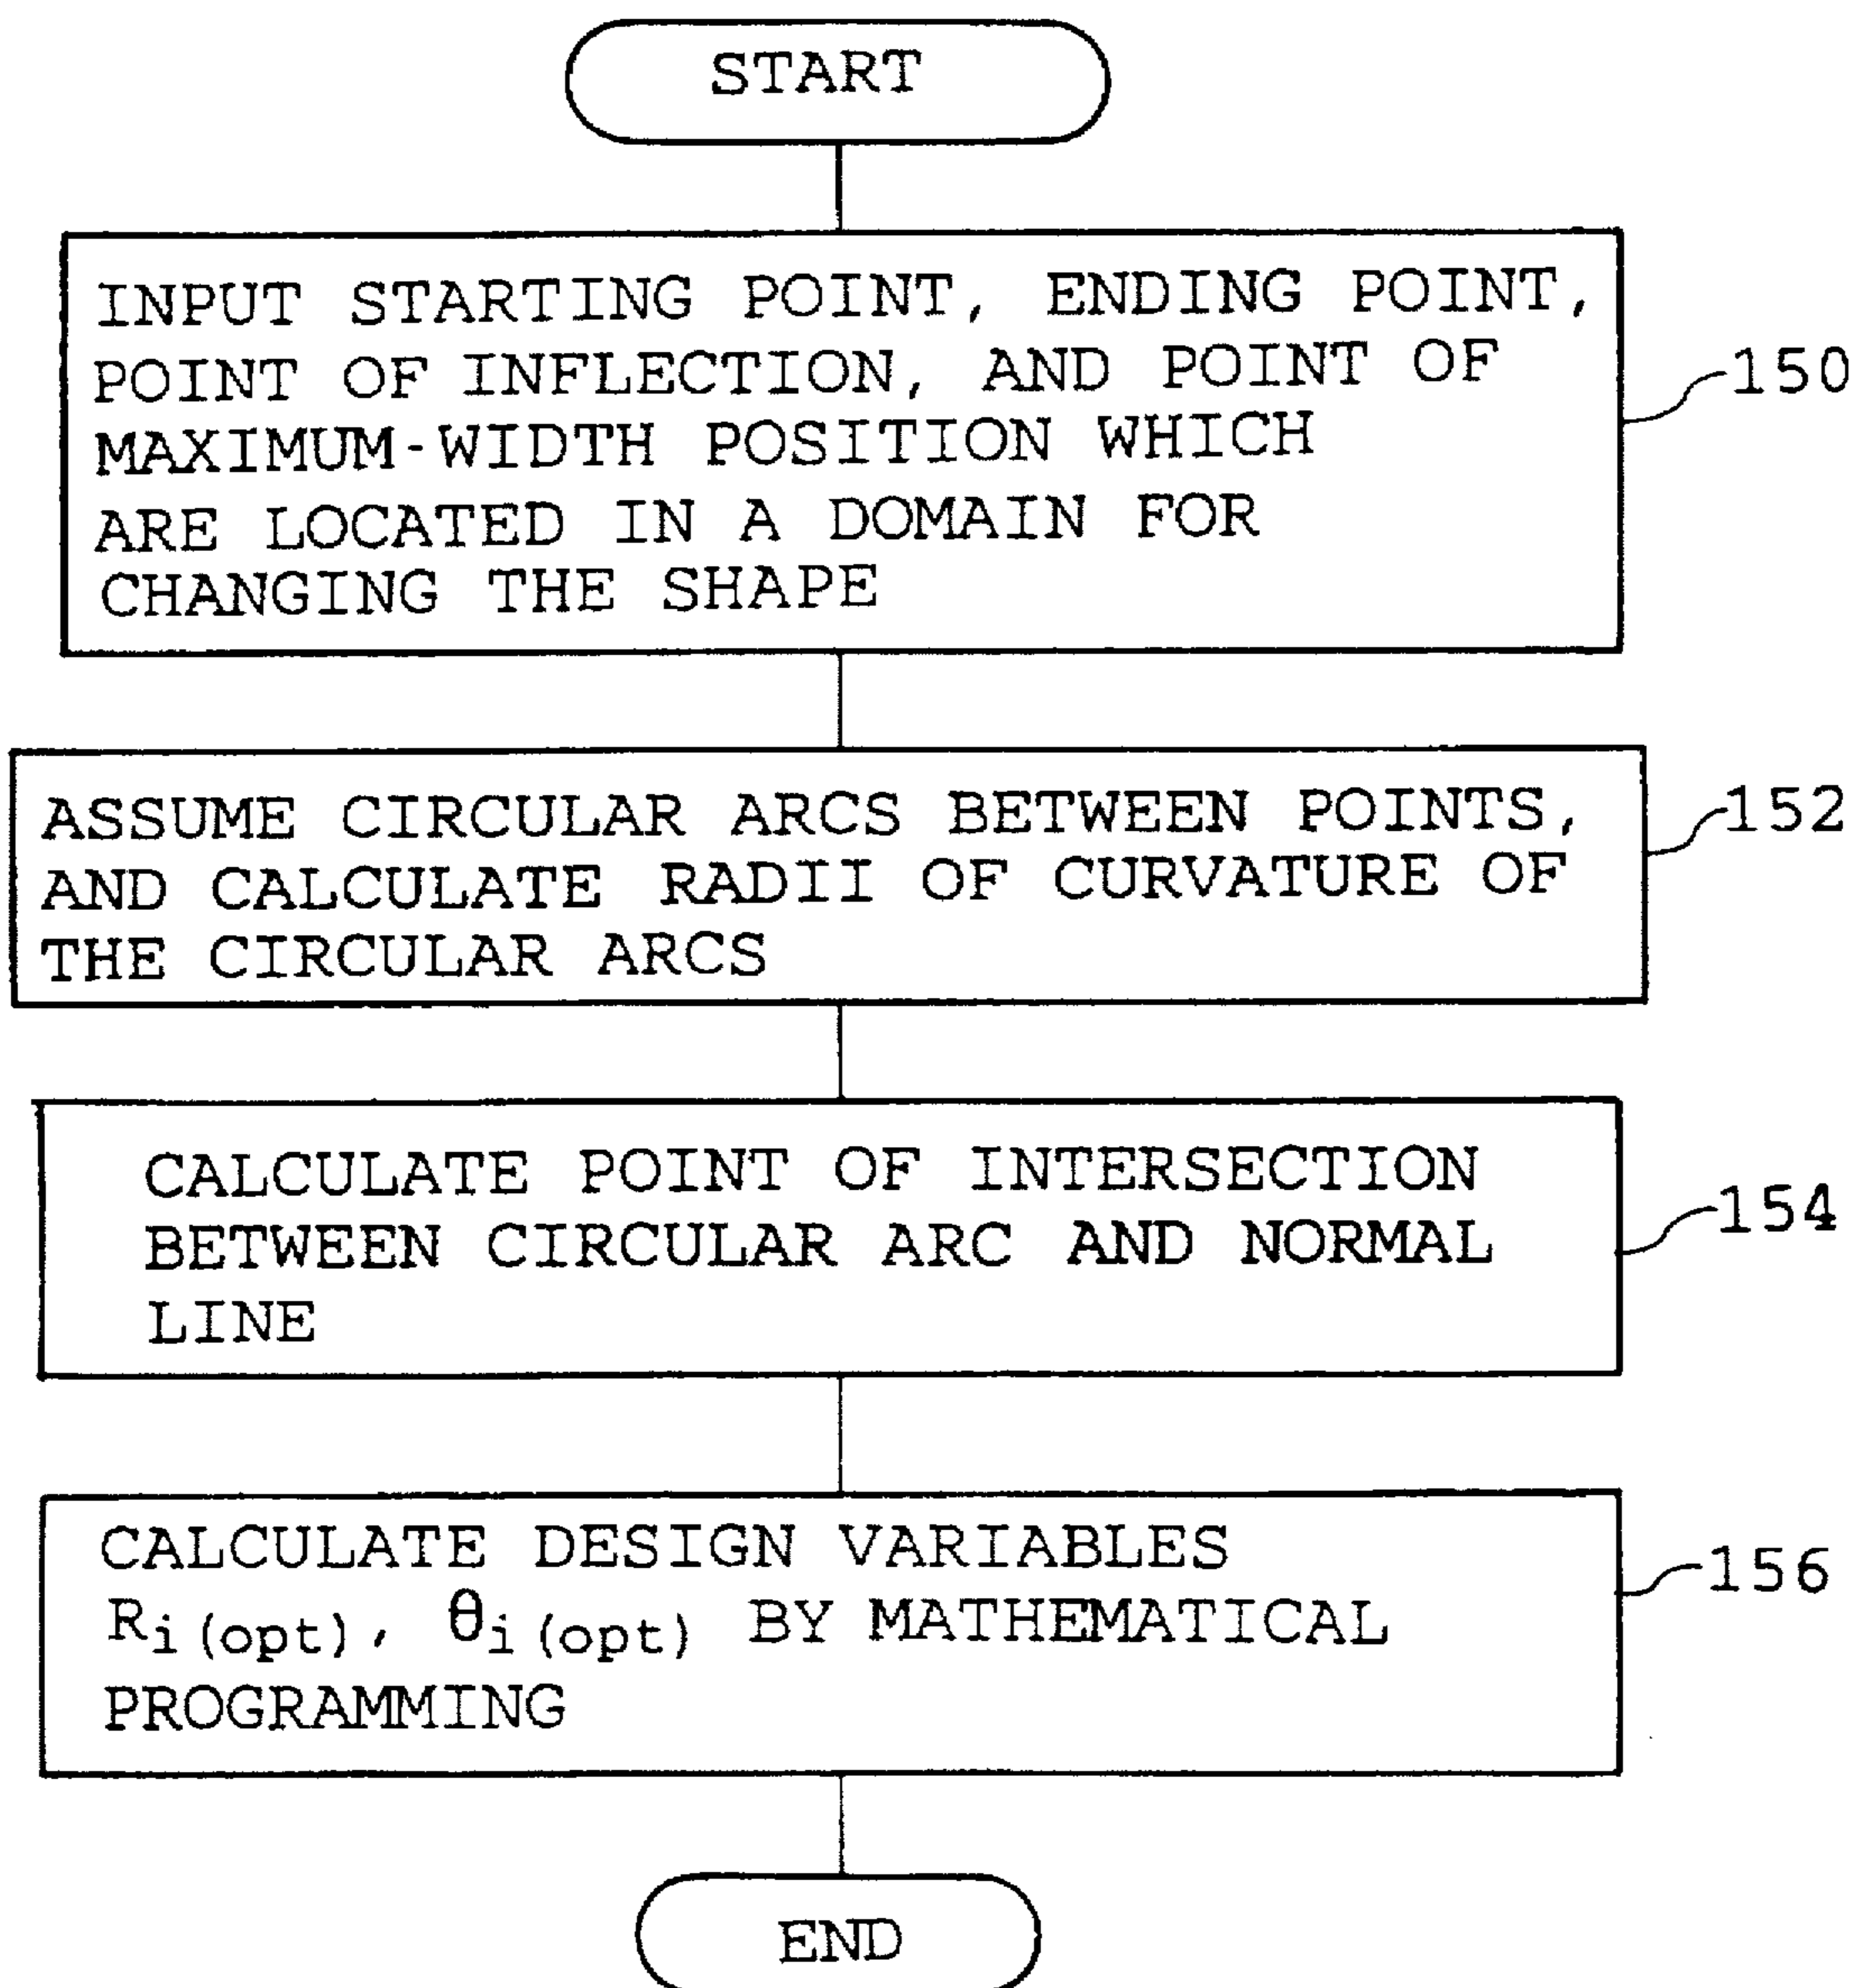 START
INPUT STARTING POINT, ENDING POINT,
POINT OF INFLECTION, AND POINT OF
MAXIMUM-WIDTH POSITION WHICH
ARE LOCATED IN A DOMAIN FOR
CHANGING THE SHAPE
150
ASSUME CIRCULAR ARCS BETWEEN POINTS,
AND CALCULATE RADII OF CURVATURE OF
THE CIRCULAR ARCS
152
CALCULATE POINT OF INTERSECTION
BETWEEN CIRCULAR ARC AND NORMAL
LINE
154
CALCULATE DESIGN VARIABLES
Ri(opt), θi(opt) BY MATHEMATICAL
PROGRAMMING
156
END